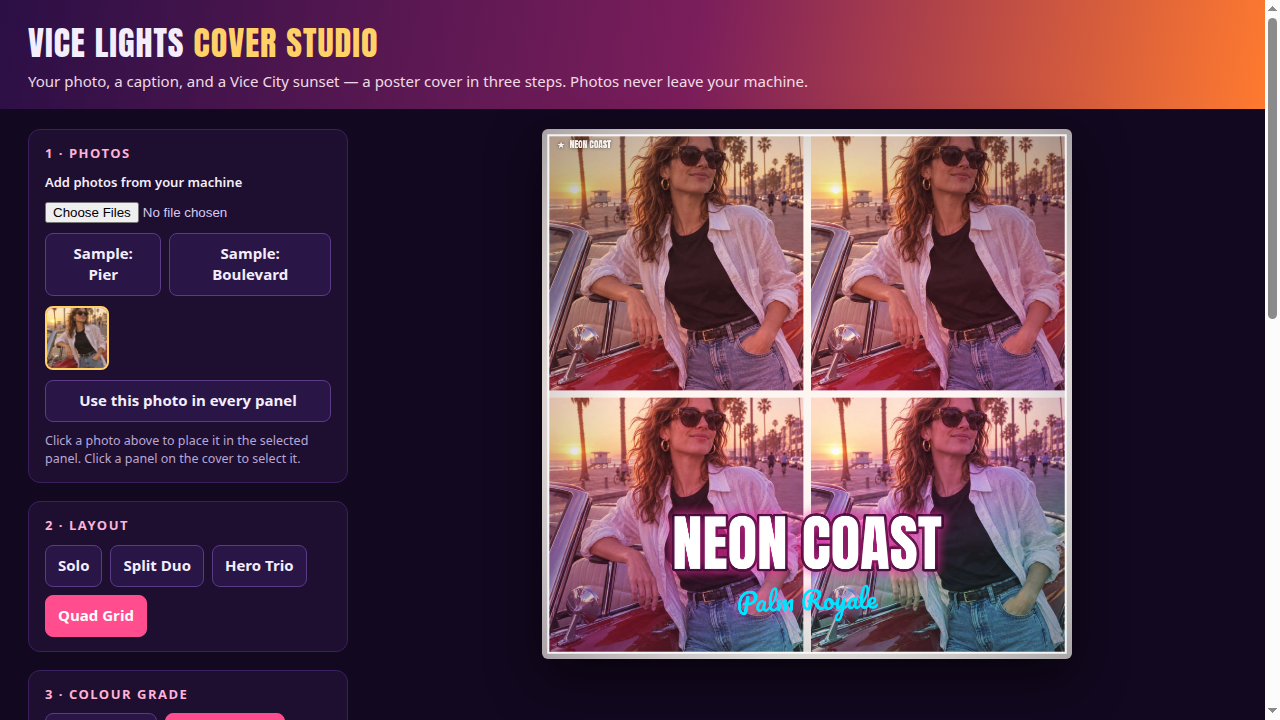 VICE LIGHTS COVER STUDIO
Your photo, a caption, and a Vice City sunset — a poster cover in three steps. Photos never leave your machine.
1 · PHOTOS
Add photos from your machine
Choose Files No file chosen
Sample:
Pier
Sample:
Boulevard
Use this photo in every panel
Click a photo above to place it in the selected
panel. Click a panel on the cover to select it.
2 · LAYOUT
Solo
Split Duo
Hero Trio
Quad Grid
3 · COLOUR GRADE
★ NEON COAST
NEON COAST
Palm Royale